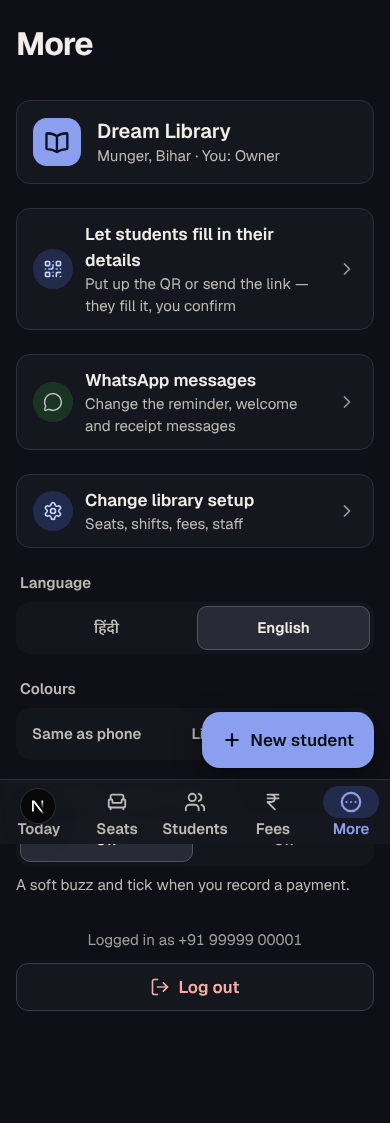 More
Dream Library
Munger, Bihar · You: Owner
Let students fill in their
details
Put up the QR or send the link —
they fill it, you confirm
WhatsApp messages
Change the reminder, welcome
and receipt messages
Change library setup
Seats, shifts, fees, staff
Language
हिंदी English
Colours
Same as phone
New student
N
Today Seats Students Fees More
A soft buzz and tick when you record a payment.
Logged in as +91 99999 00001
Log out